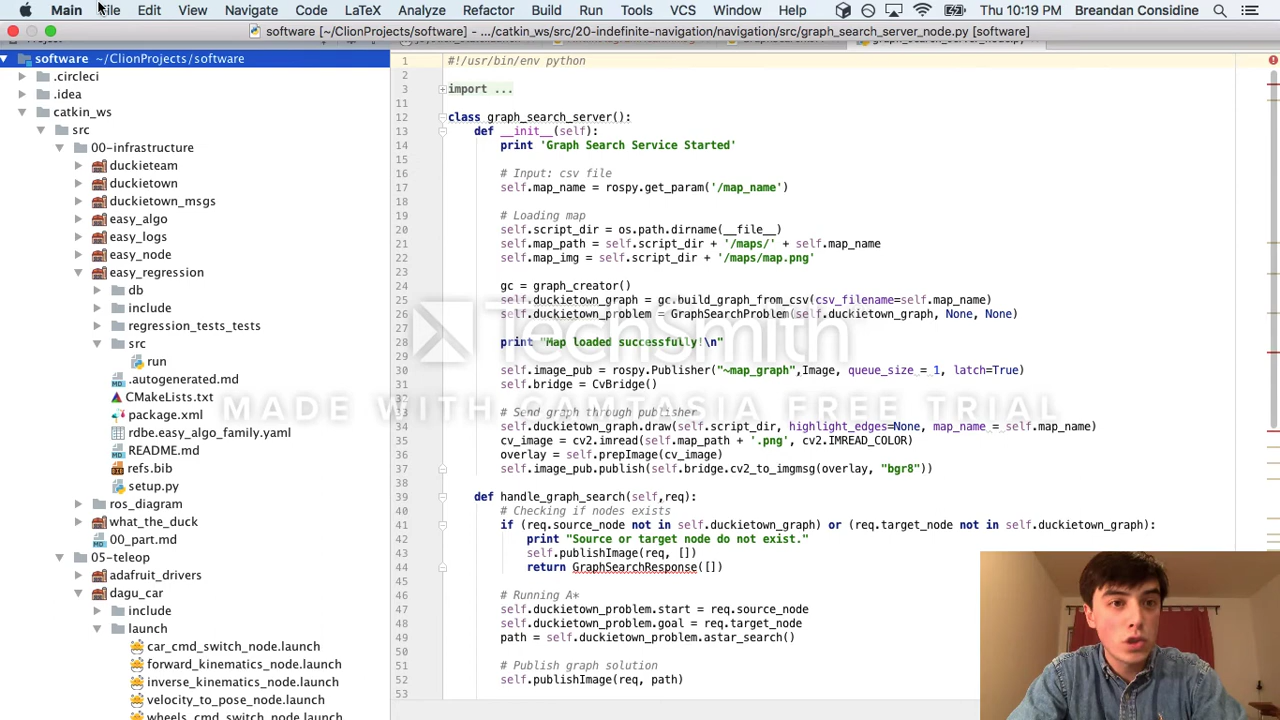 Main File Edit View Navigate Code LaTeX Analyze Refactor Build Run Tools VCS Window Help Thu 10:19 PM Breandan Considine
software [~/ClionProjects/software] - .../catkin_ws/src/20-indefinite-navigation/navigation/src/graph_search_server_node.py [software]
software ~/ClionProjects/software
.circleci
.idea
catkin_ws
src
00-infrastructure
duckieteam
duckietown
duckietown_msgs
easy_algo
easy_logs
easy_node
easy_regression
db
include
regression_tests_tests
src
run
.autogenerated.md
CMakeLists.txt
package.xml
rdbe.easy_algo_family.yaml
README.md
refs.bib
setup.py
ros_diagram
what_the_duck
00_part.md
05-teleop
adafruit_drivers
dagu_car
include
launch
car_cmd_switch_node.launch
forward_kinematics_node.launch
inverse_kinematics_node.launch
velocity_to_pose_node.launch
wheels_cmd_switch_node.launch
1 #!/usr/bin/env python
2
3 import ...
11
12 class graph_search_server():
13 def __init__(self):
14 print 'Graph Search Service Started'
15
16 # Input: csv file
17 self.map_name = rospy.get_param('/map_name')
18
19 # Loading map
20 self.script_dir = os.path.dirname(__file__)
21 self.map_path = self.script_dir + '/maps/' + self.map_name
22 self.map_img = self.script_dir + '/maps/map.png'
23
24 gc = graph_creator()
25 self.duckietown_graph = gc.build_graph_from_csv(csv_filename=self.map_name)
26 self.duckietown_problem = GraphSearchProblem(self.duckietown_graph, None, None)
27
28 print "Map loaded successfully!\n"
29
30 self.image_pub = rospy.Publisher("~map_graph",Image, queue_size = 1, latch=True)
31 self.bridge = CvBridge()
32
33 # Send graph through publisher
34 self.duckietown_graph.draw(self.script_dir, highlight_edges=None, map_name = self.map_name)
35 cv_image = cv2.imread(self.map_path + '.png', cv2.IMREAD_COLOR)
36 overlay = self.prepImage(cv_image)
37 self.image_pub.publish(self.bridge.cv2_to_imgmsg(overlay, "bgr8"))
38
39 def handle_graph_search(self,req):
40 # Checking if nodes exists
41 if (req.source_node not in self.duckietown_graph) or (req.target_node not in self.duckietown_graph):
42 print "Source or target node do not exist."
43 self.publishImage(req, [])
44 return GraphSearchResponse([])
45
46 # Running A*
47 self.duckietown_problem.start = req.source_node
48 self.duckietown_problem.goal = req.target_node
49 path = self.duckietown_problem.astar_search()
50
51 # Publish graph solution
52 self.publishImage(req, path)
53
TechSmith
MADE WITH CAMTASIA FREE TRIAL